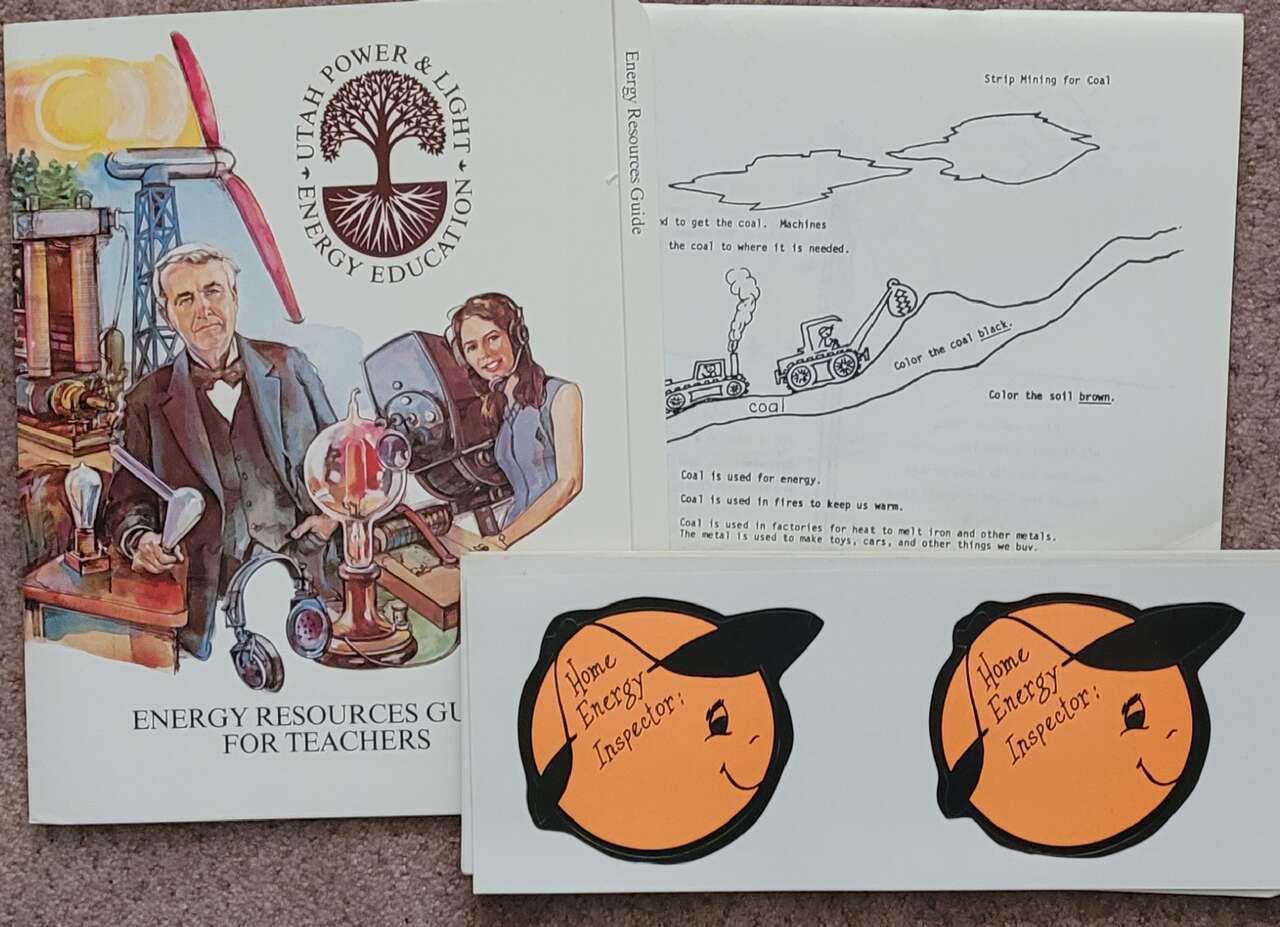 UTAH POWER & LIGHT
ENERGY EDUCATION
ENERGY RESOURCES
FOR TEACHERS
Energy Resources Guide
Strip Mining for Coal
to get the coal. Machines
the coal to where it is needed.
Color the coal black.
coal
Color the soil brown.
Coal is used for energy.
Coal is used in fires to keep us warm.
Coal is used in factories for heat to melt iron and other metals.
The metal is used to make toys, cars, and other things we buy.
Home
Energy
Inspector:
Home
Energy
Inspector: